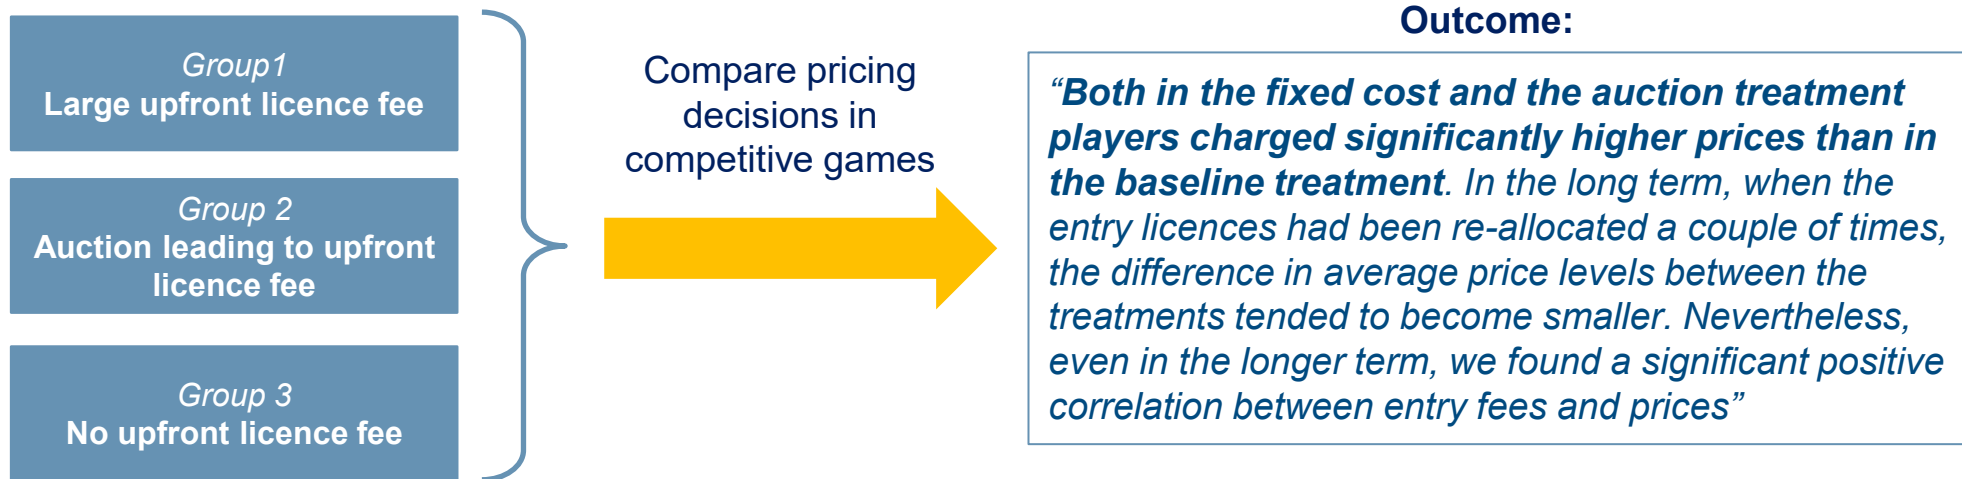 Group1
Large upfront licence fee
Group 2
Auction leading to upfront
licence fee
Group 3
No upfront licence fee
Compare pricing
decisions in
competitive games
Outcome:
“Both in the fixed cost and the auction treatment
players charged significantly higher prices than in
the baseline treatment. In the long term, when the
entry licences had been re-allocated a couple of times,
the difference in average price levels between the
treatments tended to become smaller. Nevertheless,
even in the longer term, we found a significant positive
correlation between entry fees and prices”